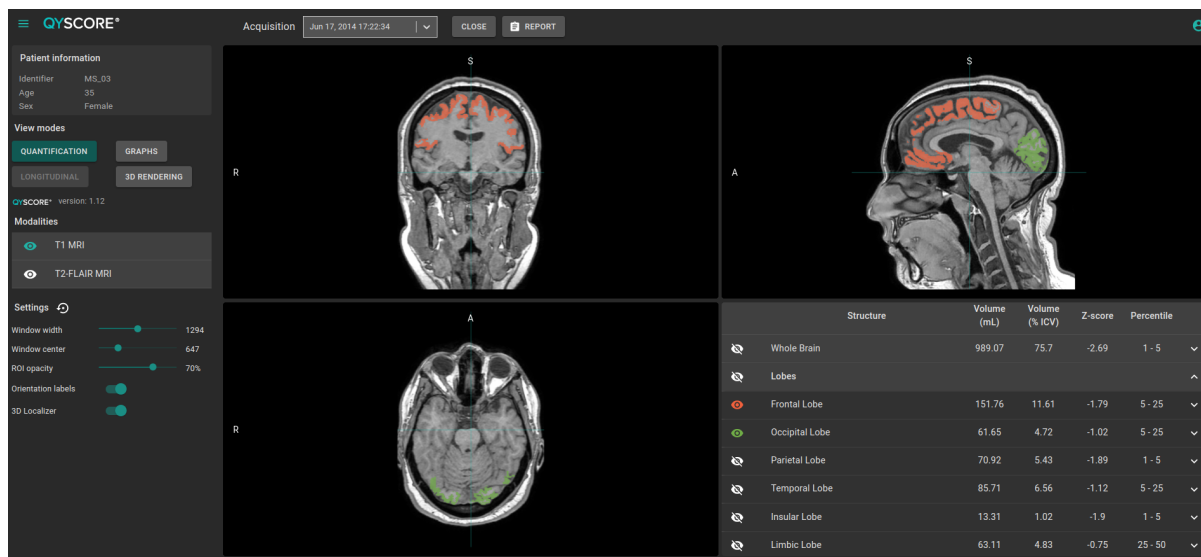 QYSCORE®
Acquisition
Jun 17, 2014 17:22:34
CLOSE
REPORT
Patient information
Identifier MS_03
Age 35
Sex Female
View modes
QUANTIFICATION GRAPHS
LONGITUDINAL 3D RENDERING
QYSCORE® version: 1.12
Modalities
T1 MRI
T2-FLAIR MRI
Settings
Window width 1294
Window center 647
ROI opacity 70%
Orientation labels
3D Localizer
S
R
S
A
A
R
Structure Volume (mL) Volume (% ICV) Z-score Percentile
Whole Brain 989.07 75.7 -2.69 1 - 5
Lobes
Frontal Lobe 151.76 11.61 -1.79 5 - 25
Occipital Lobe 61.65 4.72 -1.02 5 - 25
Parietal Lobe 70.92 5.43 -1.89 1 - 5
Temporal Lobe 85.71 6.56 -1.12 5 - 25
Insular Lobe 13.31 1.02 -1.9 1 - 5
Limbic Lobe 63.11 4.83 -0.75 25 - 50